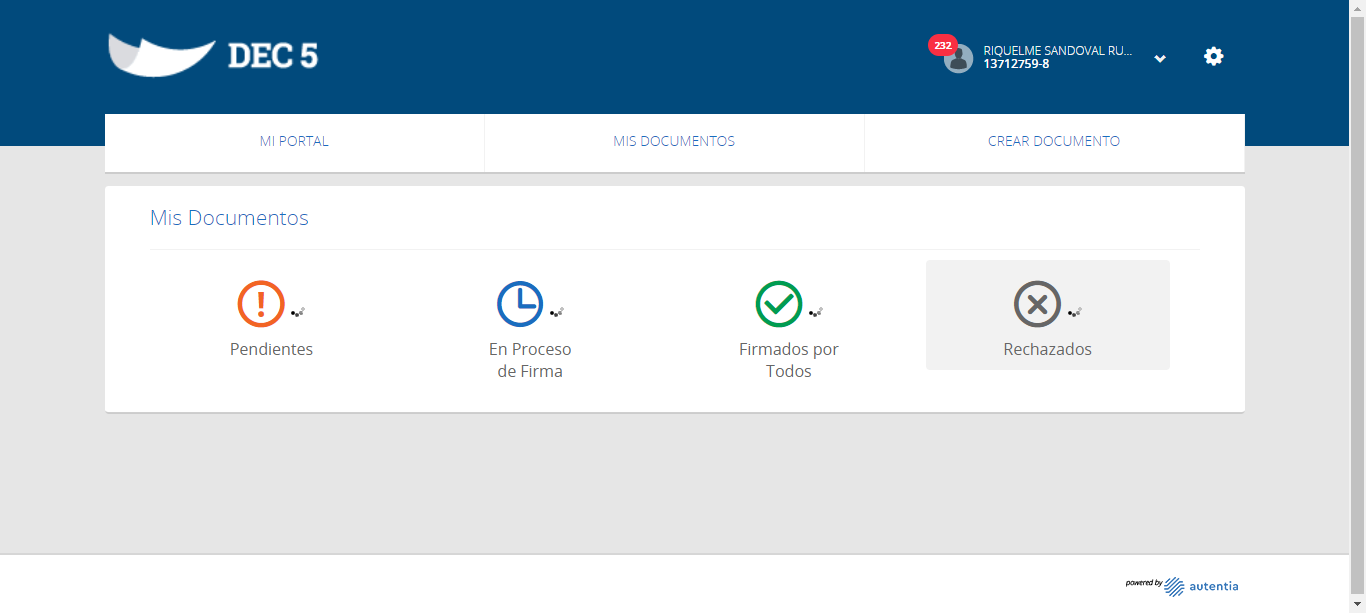 DEC 5
232
RIQUELME SANDOVAL RU...
13712759-8
MI PORTAL
MIS DOCUMENTOS
CREAR DOCUMENTO
Mis Documentos
Pendientes
En Proceso
de Firma
Firmados por
Todos
Rechazados
powered by
autentia